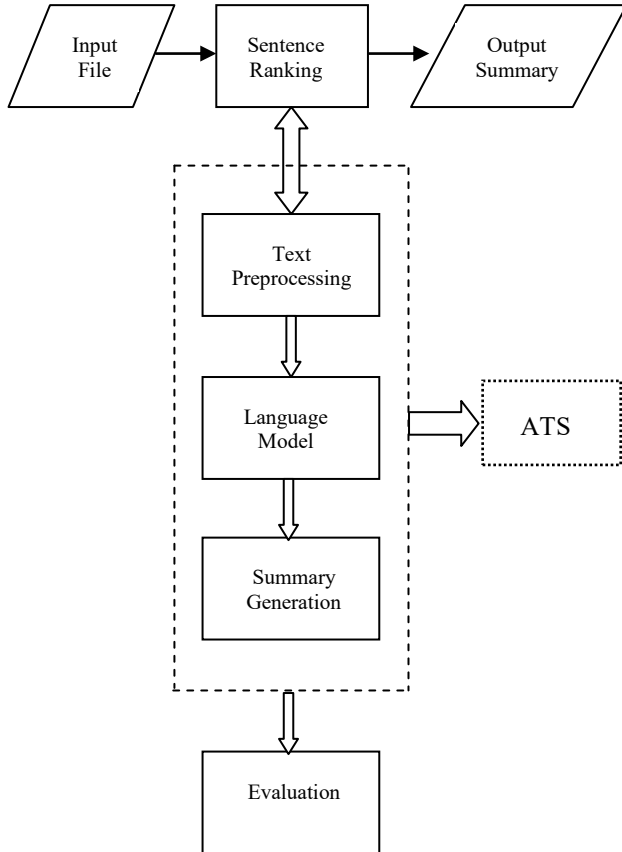 Input
File
Sentence
Ranking
Output
Summary
Text
Preprocessing
Language
Model
ATS
Summary
Generation
Evaluation